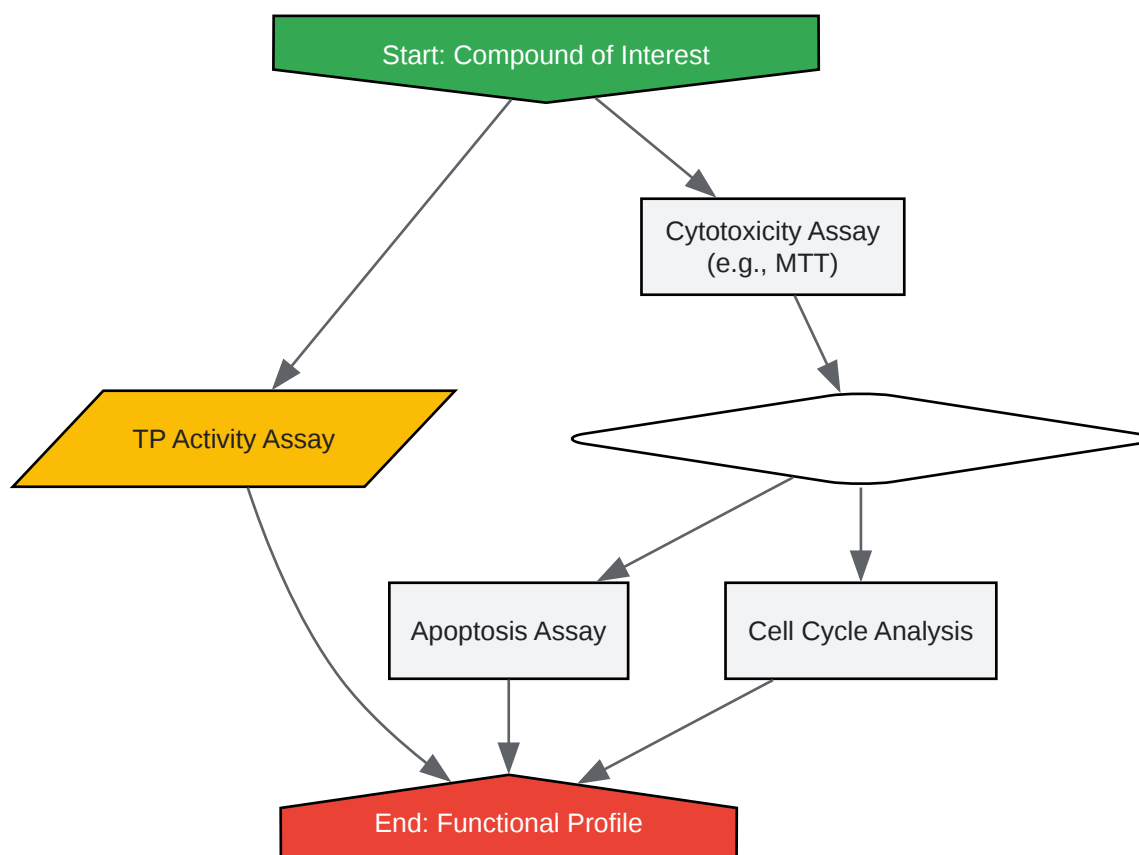 Start: Compound of Interest
Cytotoxicity Assay
(e.g., MTT)
TP Activity Assay
Apoptosis Assay
Cell Cycle Analysis
End: Functional Profile